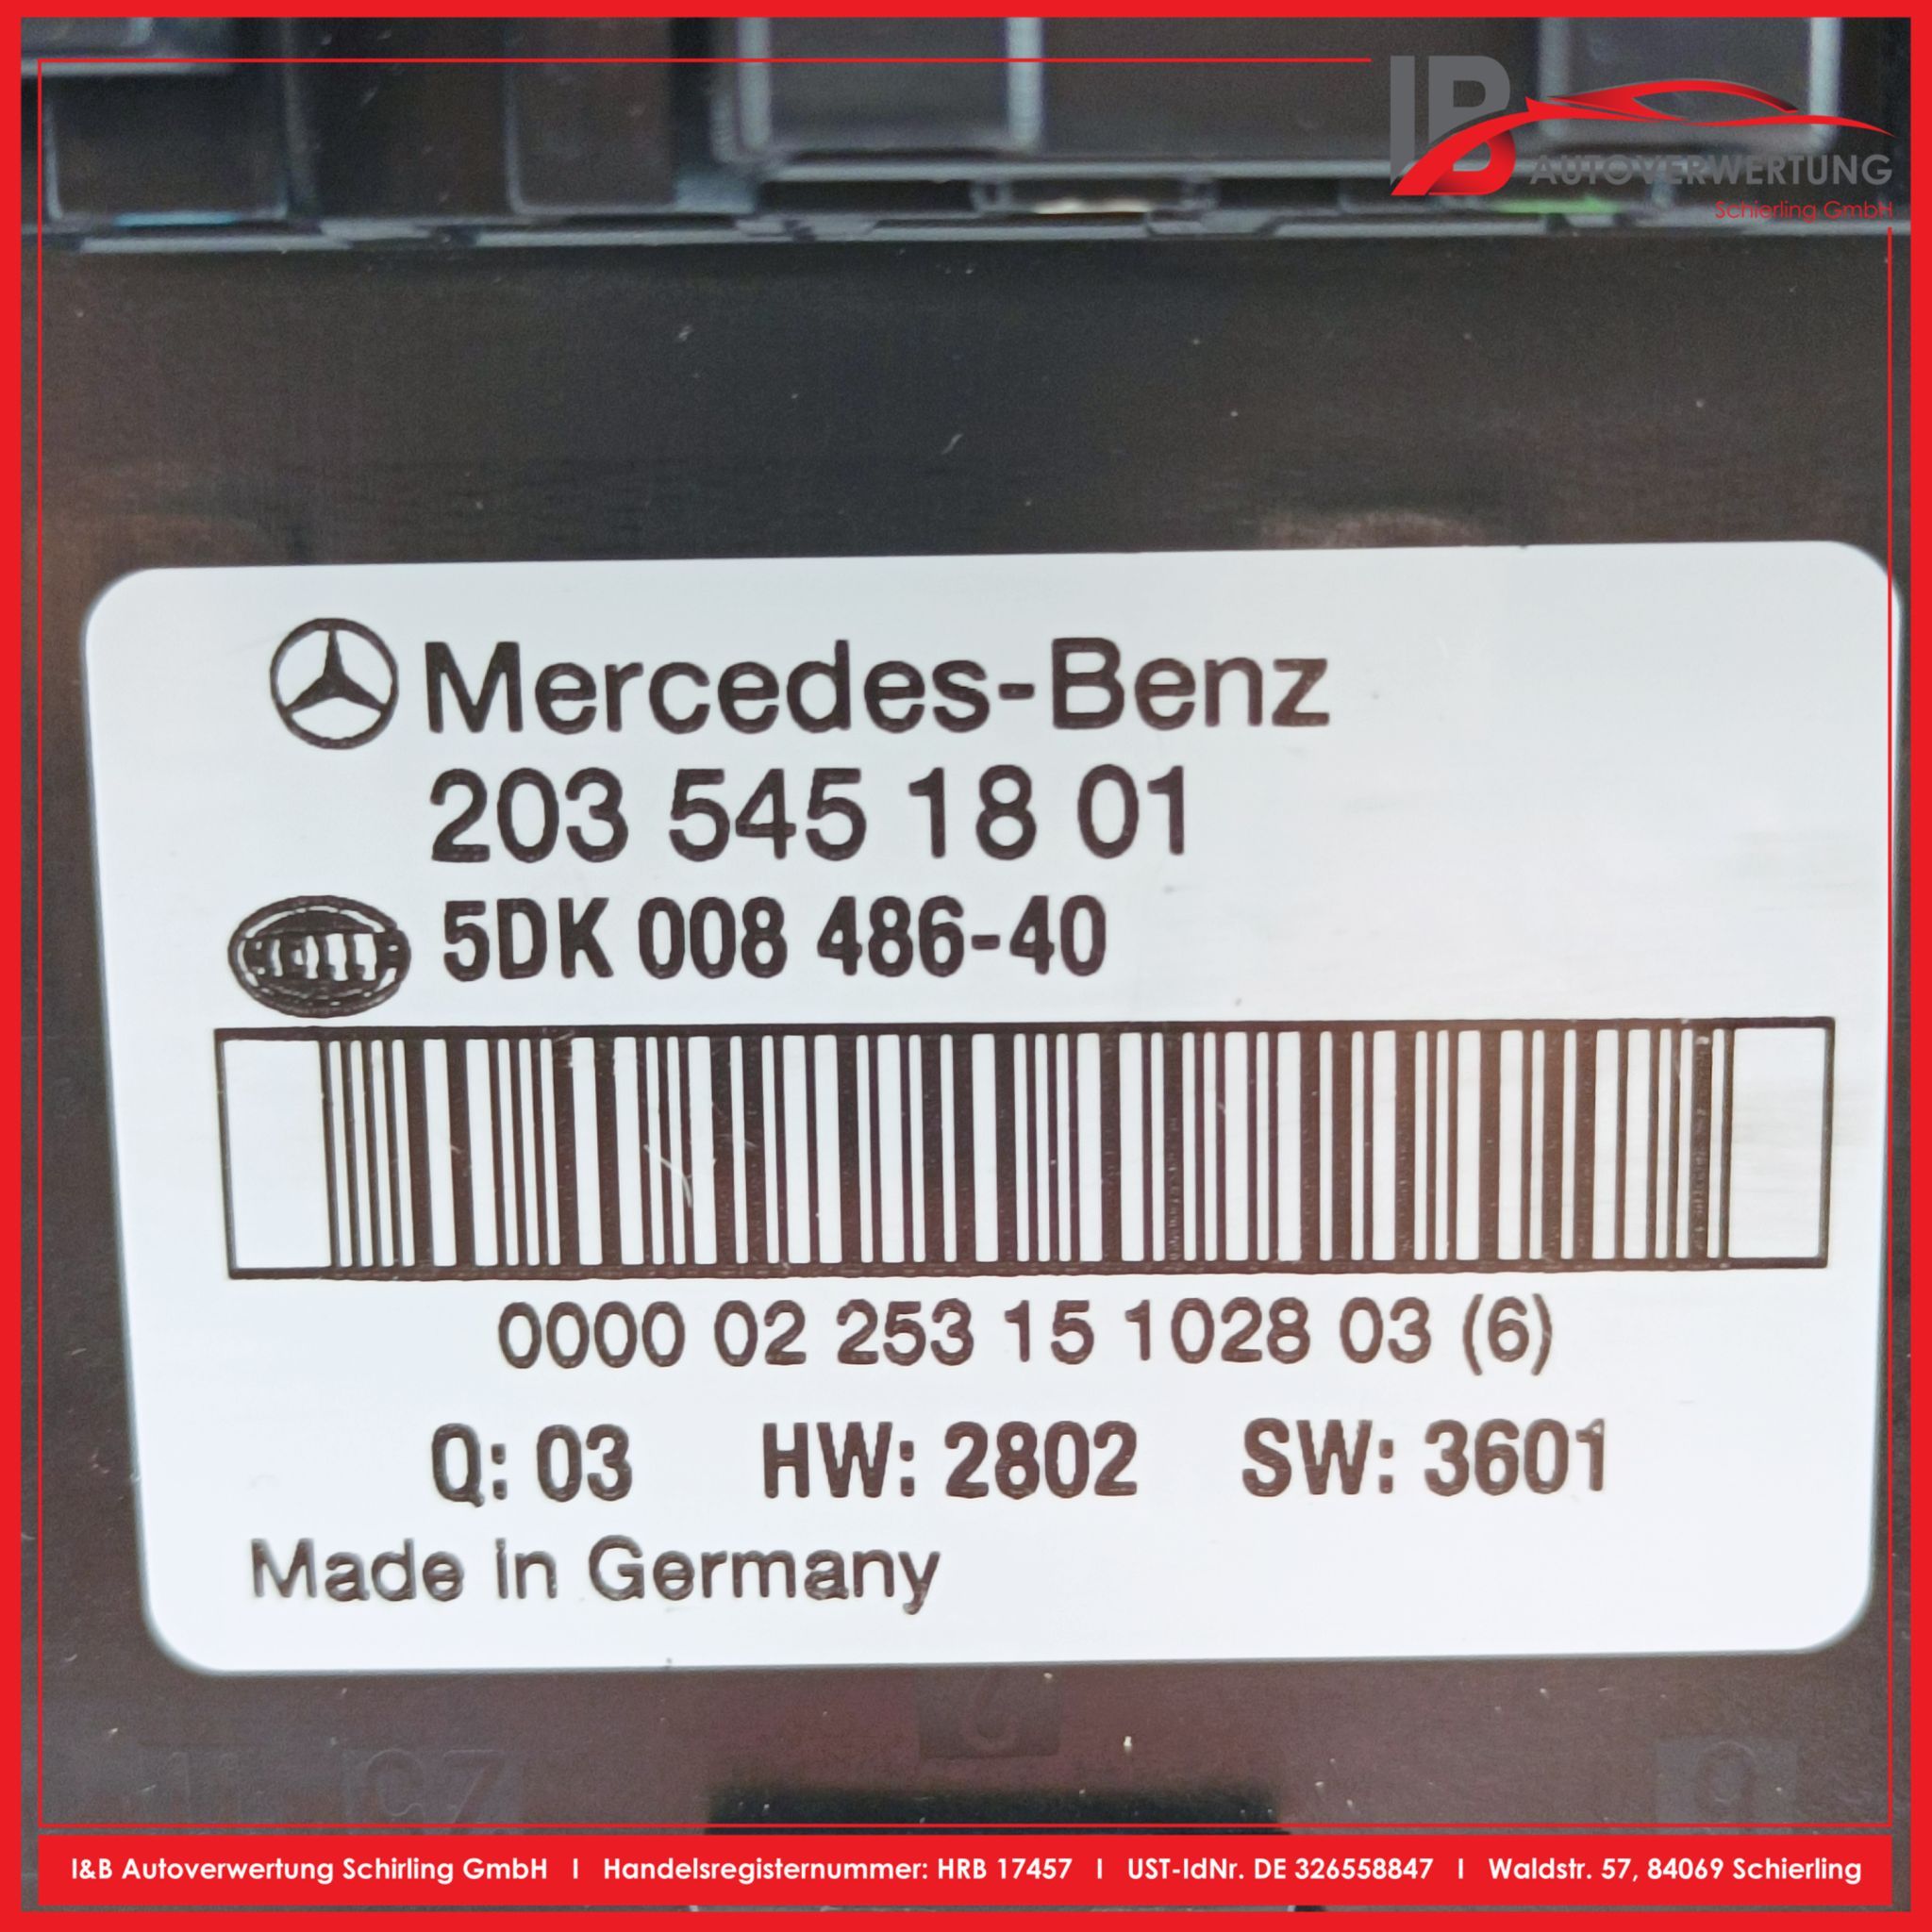 IB
AUTOVERWERTUNG
Schierling GmbH
Mercedes-Benz
203 545 18 01
5DK 008 486-40
0000 02 253 15 1028 03 (6)
Q: 03 HW: 2802 SW: 3601
Made in Germany
I&B Autoverwertung Schirling GmbH I Handelsregisternummer: HRB 17457 I UST-IdNr. DE 326558847 I Waldstr. 57, 84069 Schierling